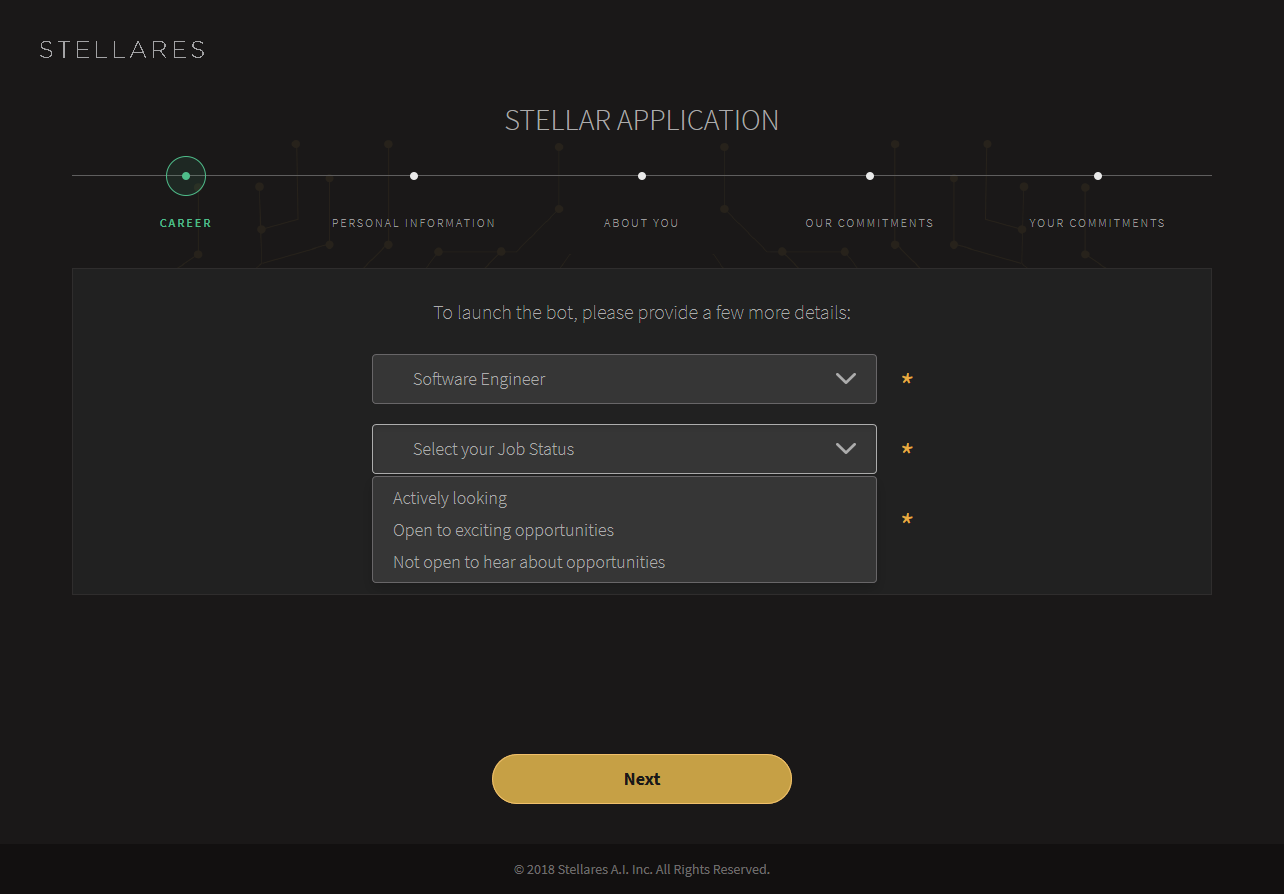 STELLARES
STELLAR APPLICATION
CAREER PERSONAL INFORMATION ABOUT YOU OUR COMMITMENTS YOUR COMMITMENTS
To launch the bot, please provide a few more details:
Software Engineer *
Select your Job Status *
Actively looking
Open to exciting opportunities *
Not open to hear about opportunities
Next
© 2018 Stellares A.I. Inc. All Rights Reserved.